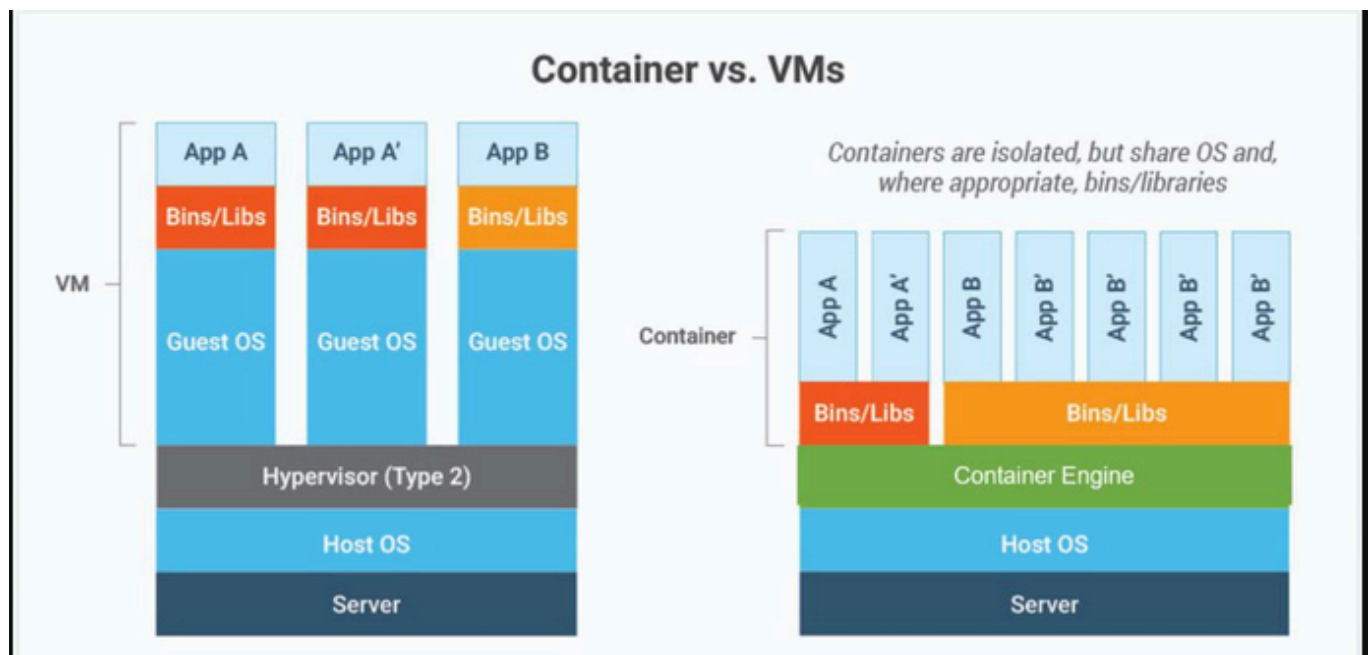 Container vs. VMs
App A
App A’
App B
Bins/Libs
Bins/Libs
Bins/Libs
VM
Guest OS
Guest OS
Guest OS
Hypervisor (Type 2)
Host OS
Server
Containers are isolated, but share OS and,
where appropriate, bins/libraries
Container
App A
App A’
App B
App B’
App B’
App B’
App B’
Bins/Libs
Bins/Libs
Container Engine
Host OS
Server